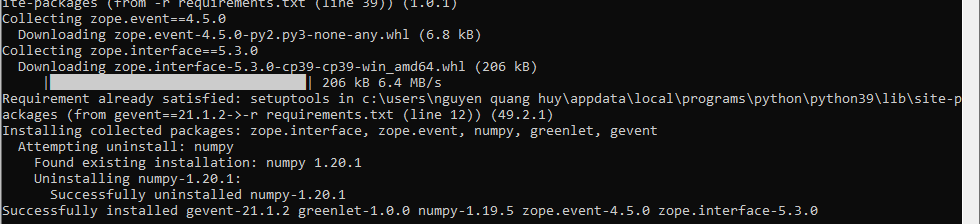 ite-packages (from -r requirements.txt (line 39)) (1.0.1)
Collecting zope.event==4.5.0
  Downloading zope.event-4.5.0-py2.py3-none-any.whl (6.8 kB)
Collecting zope.interface==5.3.0
  Downloading zope.interface-5.3.0-cp39-cp39-win_amd64.whl (206 kB)
     |                                | 206 kB 6.4 MB/s
Requirement already satisfied: setuptools in c:\users\nguyen quang huy\appdata\local\programs\python\python39\lib\site-p
ackages (from gevent==21.1.2->-r requirements.txt (line 12)) (49.2.1)
Installing collected packages: zope.interface, zope.event, numpy, greenlet, gevent
  Attempting uninstall: numpy
    Found existing installation: numpy 1.20.1
    Uninstalling numpy-1.20.1:
      Successfully uninstalled numpy-1.20.1
Successfully installed gevent-21.1.2 greenlet-1.0.0 numpy-1.19.5 zope.event-4.5.0 zope.interface-5.3.0